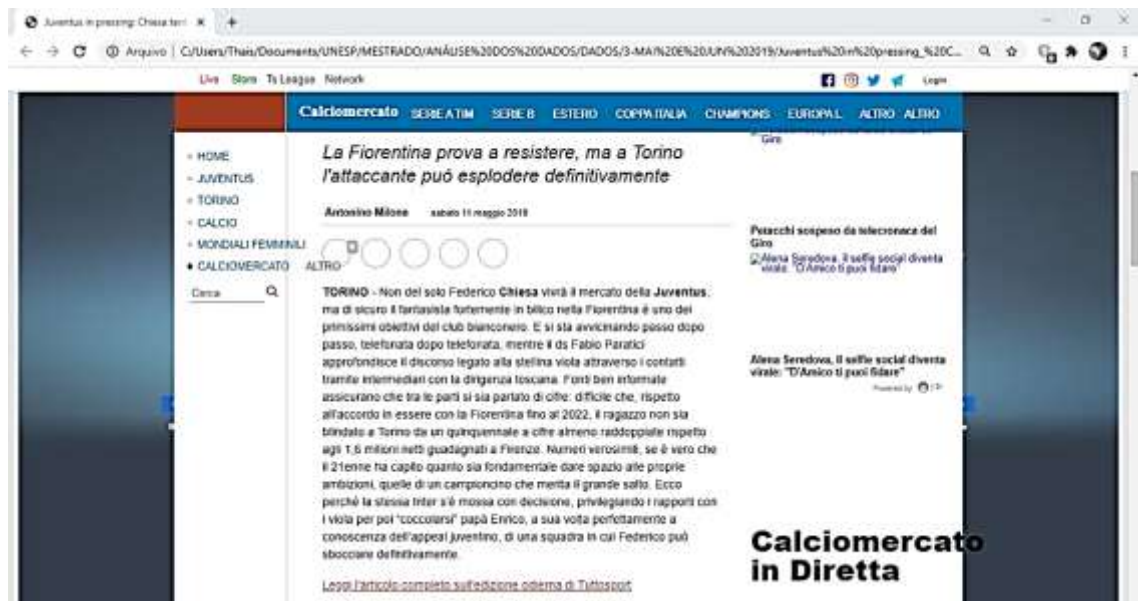 Juventus in pressing: Chiesa
Arquivo | C:/Users/Thais/Documents/UNESP/MESTRADO/ANÁLISE%20DOS%20DADOS/DADOS/3-MAI%20E%20JUN%202019/Juventus%20in%20pressing_%20C...
Live Store Ts League Network
Login
Calciomercato SERIE A TIM SERIE B ESTERO COPPA ITALIA CHAMPIONS EUROPA L. ALTRO ALTRO
HOME
JUVENTUS
TORINO
CALCIO
MONDIALI FEMMINILI
CALCIOMERCATO ALTRO
Cerca
La Fiorentina prova a resistere, ma a Torino
l'attaccante può esplodere definitivamente
Antonino Milone sabato 11 maggio 2019
TORINO - Non del solo Federico Chiesa vivrà il mercato della Juventus,
ma di sicuro il fantasista fortemente in bilico nella Fiorentina è uno dei
primissimi obiettivi del club bianconero. E si sta avvicinando passo dopo
passo, telefonata dopo telefonata, mentre il ds Fabio Paratici
approfondisce il discorso legato alla stellina viola attraverso i contatti
tramite intermediari con la dirigenza toscana. Fonti ben informate
assicurano che tra le parti si sia parlato di cifre: difficile che, rispetto
all'accordo in essere con la Fiorentina fino al 2022, il ragazzo non sia
blindato a Torino da un quinquennale a cifre almeno raddoppiate rispetto
agli 1,6 milioni netti guadagnati a Firenze. Numeri verosimili, se è vero che
il 21enne ha capito quanto sia fondamentale dare spazio alle proprie
ambizioni, quelle di un campioncino che merita il grande salto. Ecco
perché la stessa Inter s'è mossa con decisione, privilegiando i rapporti con
i viola per poi "coccolarsi" papà Enrico, a sua volta perfettamente a
conoscenza dell'appeal juventino, di una squadra in cui Federico può
sbocciare definitivamente.
Leggi l'articolo completo sull'edizione odierna di Tuttosport
Giro
Petacchi sospeso da telecronaca del
Giro
Alena Seredova, il selfie social diventa
virale: "D'Amico ti puoi fidare"
Alena Seredova, il selfie social diventa
virale: "D'Amico ti puoi fidare"
Powered by
Calciomercato
in Diretta